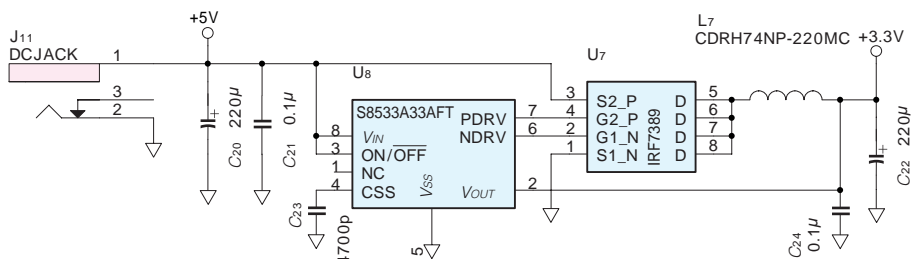 J11
DCJACK
1
3
2
+5V
C20 220µ
C21 0.1µ
U8
S8533A33AFT
8 VIN
3 ON/OFF
1 NC
4 CSS
VSS
5
PDRV 7
NDRV 6
VOUT 2
C23
4700p
U7
3 S2_P
4 G2_P
2 G1_N
1 S1_N
IRF7389
D 5
D 6
D 7
D 8
L7
CDRH74NP-220MC
+3.3V
C22 220µ
C24
0.1µ